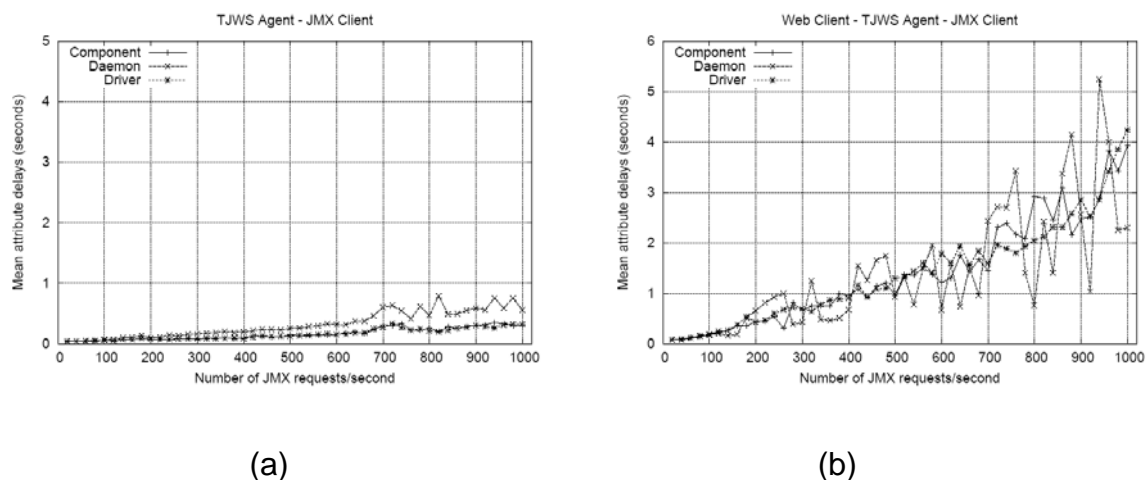 TJWS Agent - JMX Client
5
4
3
2
1
0
Component
Daemon
Driver
Mean attribute delays (seconds)
0 100 200 300 400 500 600 700 800 900 1000
Number of JMX requests/second
(a)
Web Client - TJWS Agent - JMX Client
6
5
4
3
2
1
0
Component
Daemon
Driver
Mean attribute delays (seconds)
0 100 200 300 400 500 600 700 800 900 1000
Number of JMX requests/second
(b)